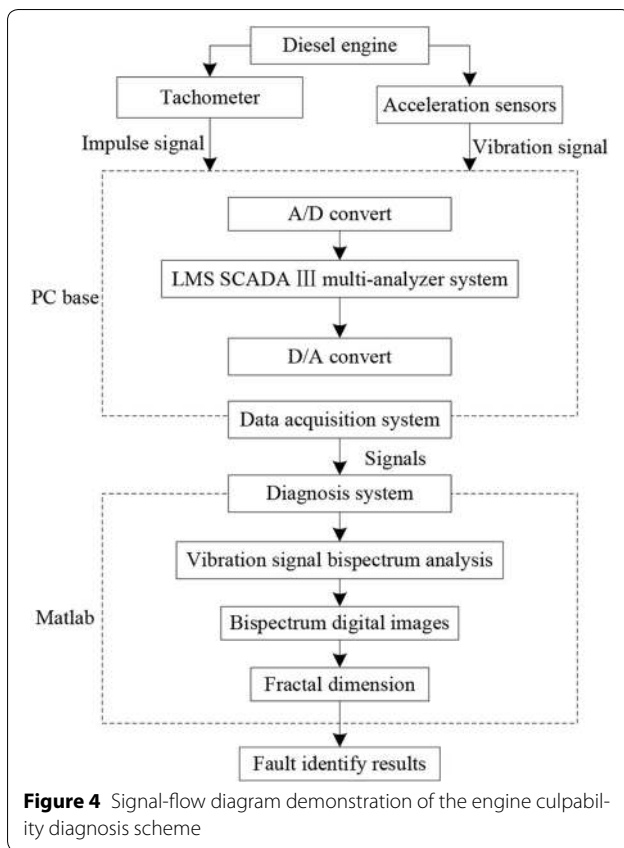 Diesel engine
Tachometer
Acceleration sensors
Impulse signal
Vibration signal
A/D convert
LMS SCADA III multi-analyzer system
PC base
D/A convert
Data acquisition system
Signals
Diagnosis system
Vibration signal bispectrum analysis
Matlab
Bispectrum digital images
Fractal dimension
Fault identify results
Figure 4 Signal-flow diagram demonstration of the engine culpabil-
ity diagnosis scheme